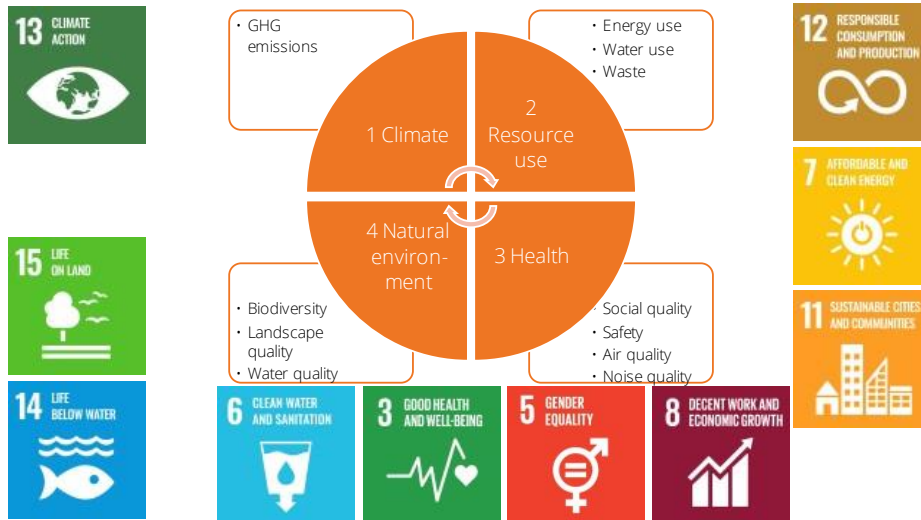 13 CLIMATE
ACTION
• GHG
emissions
• Energy use
• Water use
• Waste
12 RESPONSIBLE
CONSUMPTION
AND PRODUCTION
1 Climate
2
Resource
use
7 AFFORDABLE AND
CLEAN ENERGY
4 Natural
environ-
ment
3 Health
15 LIFE
ON LAND
• Biodiversity
• Landscape
quality
• Water quality
• Social quality
• Safety
• Air quality
• Noise quality
11 SUSTAINABLE CITIES
AND COMMUNITIES
14 LIFE
BELOW WATER
6 CLEAN WATER
AND SANITATION
3 GOOD HEALTH
AND WELL-BEING
5 GENDER
EQUALITY
8 DECENT WORK AND
ECONOMIC GROWTH